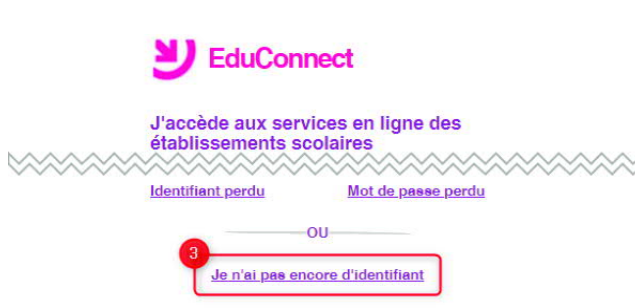 EduConnect
J'accède aux services en ligne des
établissements scolaires
Identifiant perdu Mot de passe perdu
OU
3
Je n'ai pas encore d'identifiant